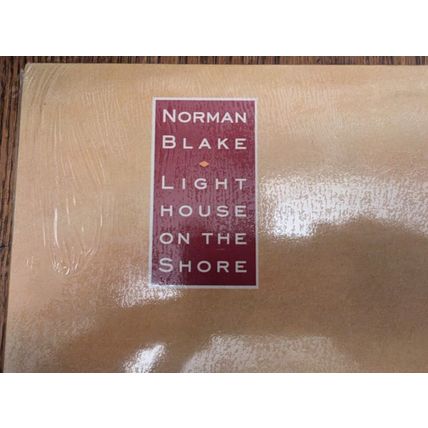 NORMAN
BLAKE
LIGHT
HOUSE
ON THE
SHORE